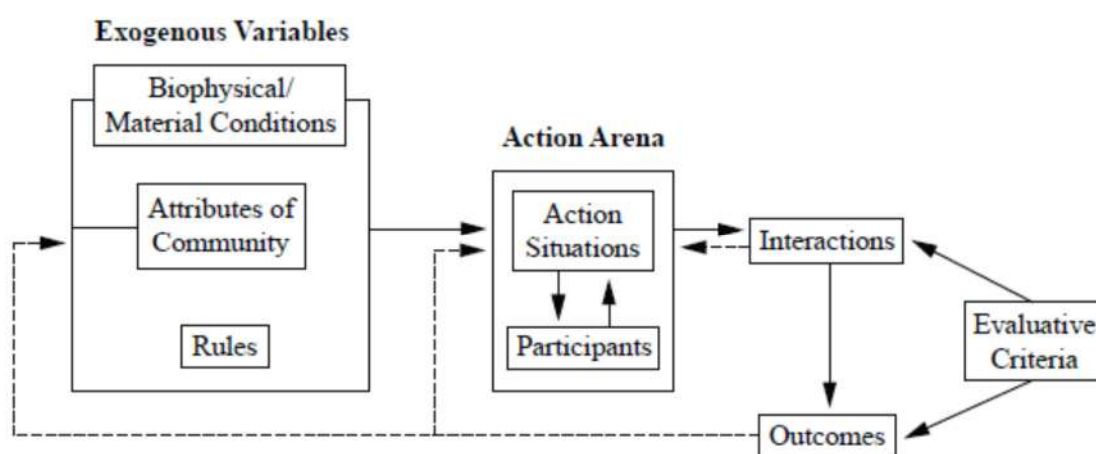 Exogenous Variables
Biophysical/
Material Conditions
Attributes of
Community
Rules
Action Arena
Action
Situations
Participants
Interactions
Outcomes
Evaluative
Criteria